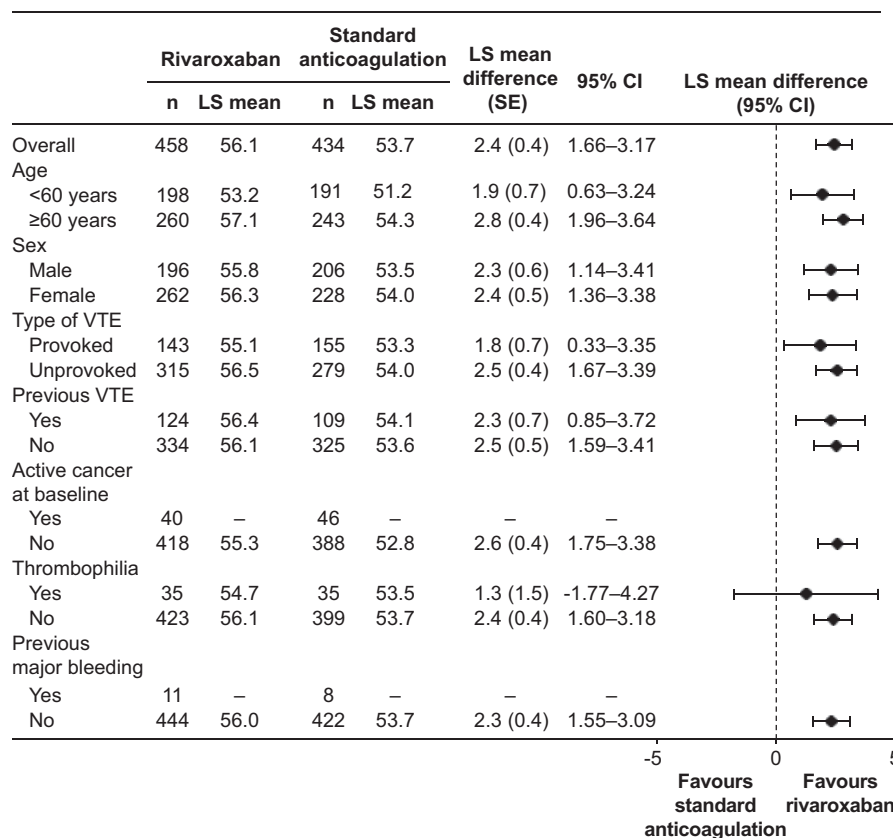 Rivaroxaban Standard anticoagulation LS mean difference (SE) 95% CI LS mean difference (95% CI)
n LS mean n LS mean
Overall 458 56.1 434 53.7 2.4 (0.4) 1.66–3.17
Age
<60 years 198 53.2 191 51.2 1.9 (0.7) 0.63–3.24
≥60 years 260 57.1 243 54.3 2.8 (0.4) 1.96–3.64
Sex
Male 196 55.8 206 53.5 2.3 (0.6) 1.14–3.41
Female 262 56.3 228 54.0 2.4 (0.5) 1.36–3.38
Type of VTE
Provoked 143 55.1 155 53.3 1.8 (0.7) 0.33–3.35
Unprovoked 315 56.5 279 54.0 2.5 (0.4) 1.67–3.39
Previous VTE
Yes 124 56.4 109 54.1 2.3 (0.7) 0.85–3.72
No 334 56.1 325 53.6 2.5 (0.5) 1.59–3.41
Active cancer
at baseline
Yes 40 – 46 – – –
No 418 55.3 388 52.8 2.6 (0.4) 1.75–3.38
Thrombophilia
Yes 35 54.7 35 53.5 1.3 (1.5) -1.77–4.27
No 423 56.1 399 53.7 2.4 (0.4) 1.60–3.18
Previous
major bleeding
Yes 11 – 8 – – –
No 444 56.0 422 53.7 2.3 (0.4) 1.55–3.09
-5 0 5
Favours Favours
standard rivaroxaban
anticoagulation